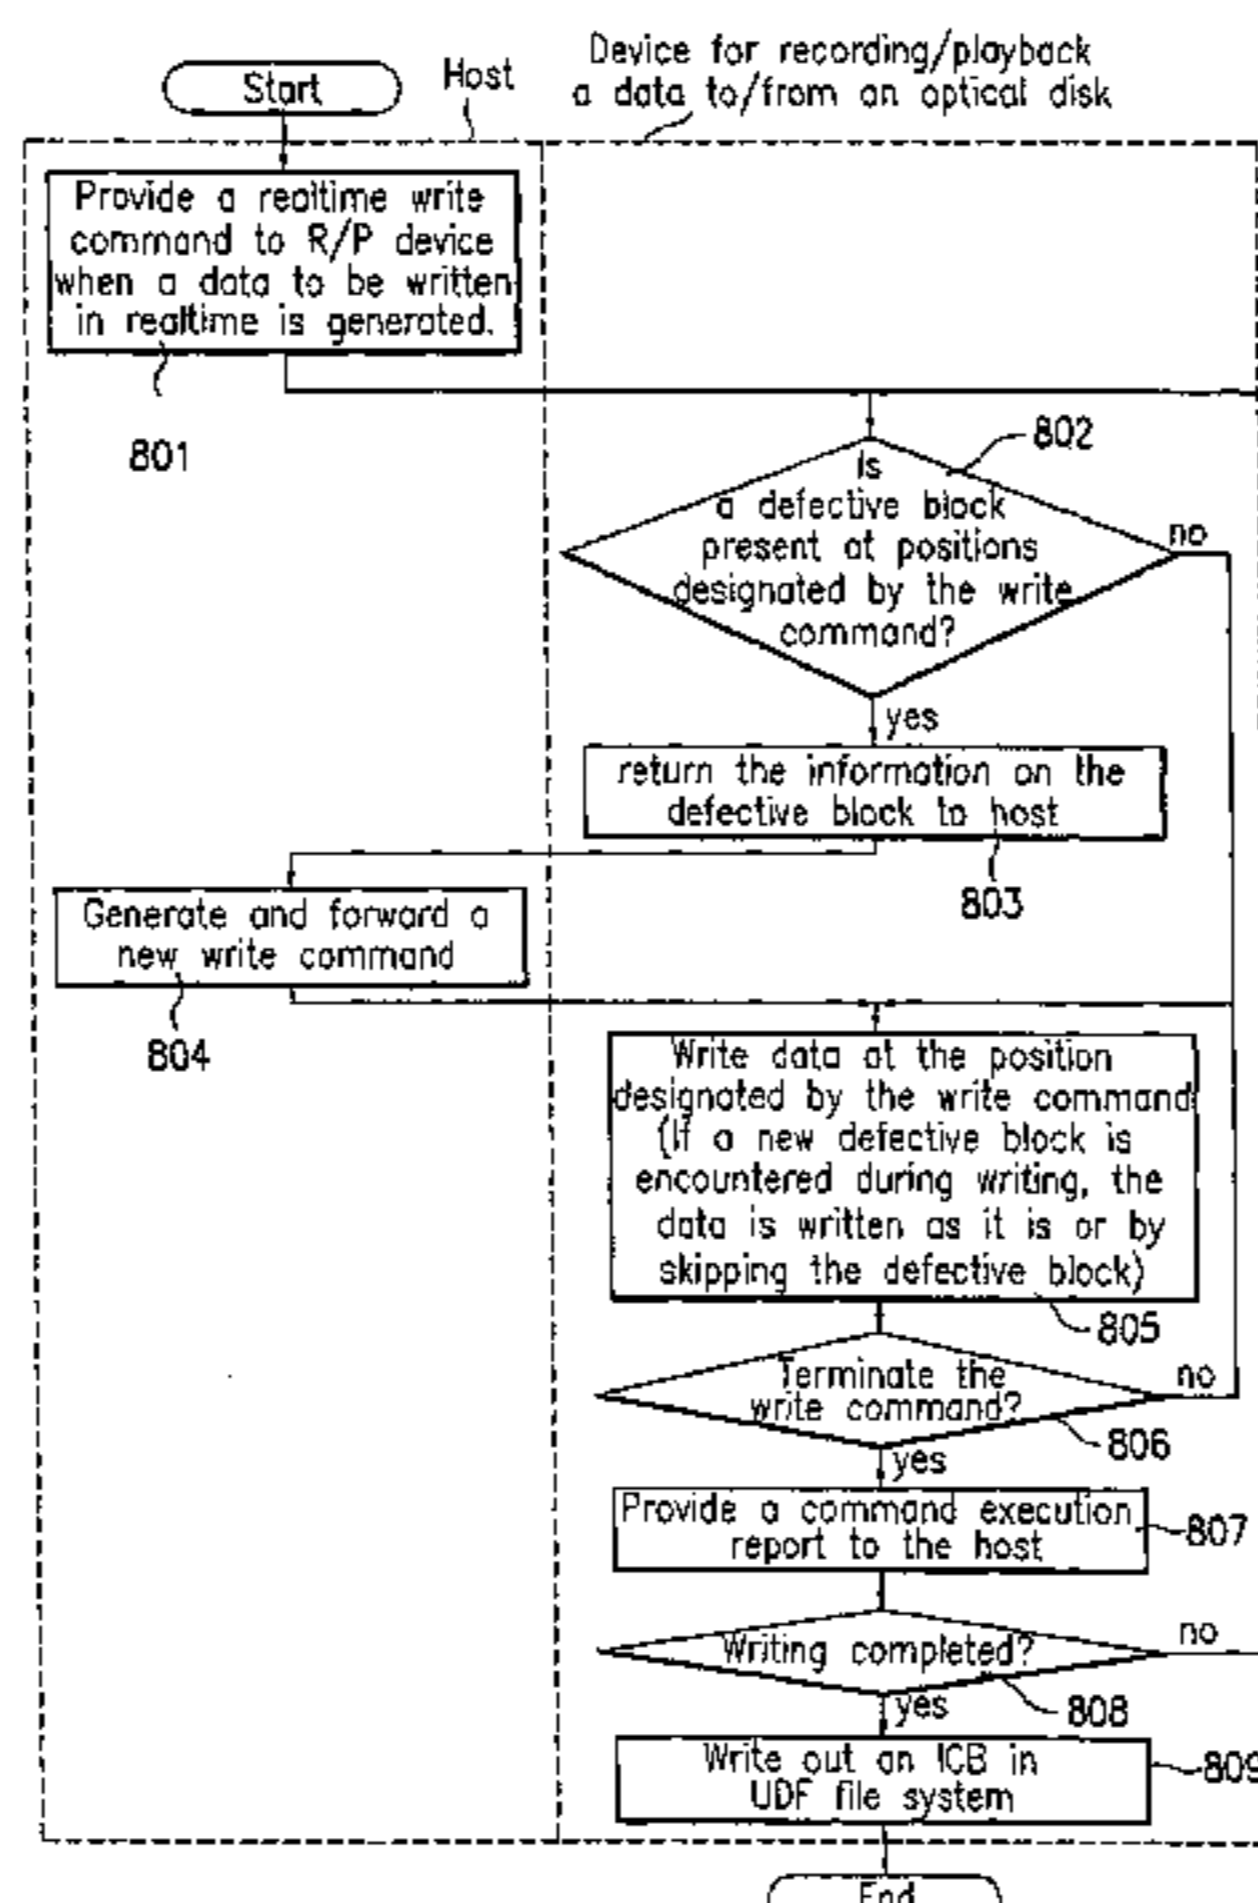 Start
Host
Device for recording/playback
a data to/from an optical disk
Provide a realtime write
command to R/P device
when a data to be written
in realtime is generated.
801
802
Is
a defective block
present at positions
designated by the write
command?
no
yes
return the information on the
defective block to host
803
Generate and forward a
new write command
804
Write data at the position
designated by the write command
(If a new defective block is
encountered during writing, the
data is written as it is or by
skipping the defective block)
805
Terminate the
write command?
no
806
yes
Provide a command execution
report to the host
807
Writing completed?
no
808
yes
Write out an ICB in
UDF file system
809
End